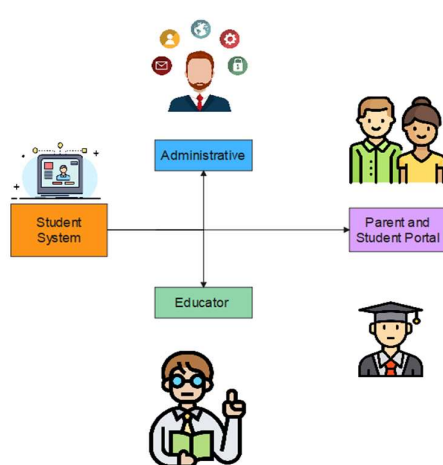 Administrative
Student
System
Parent and
Student Portal
Educator